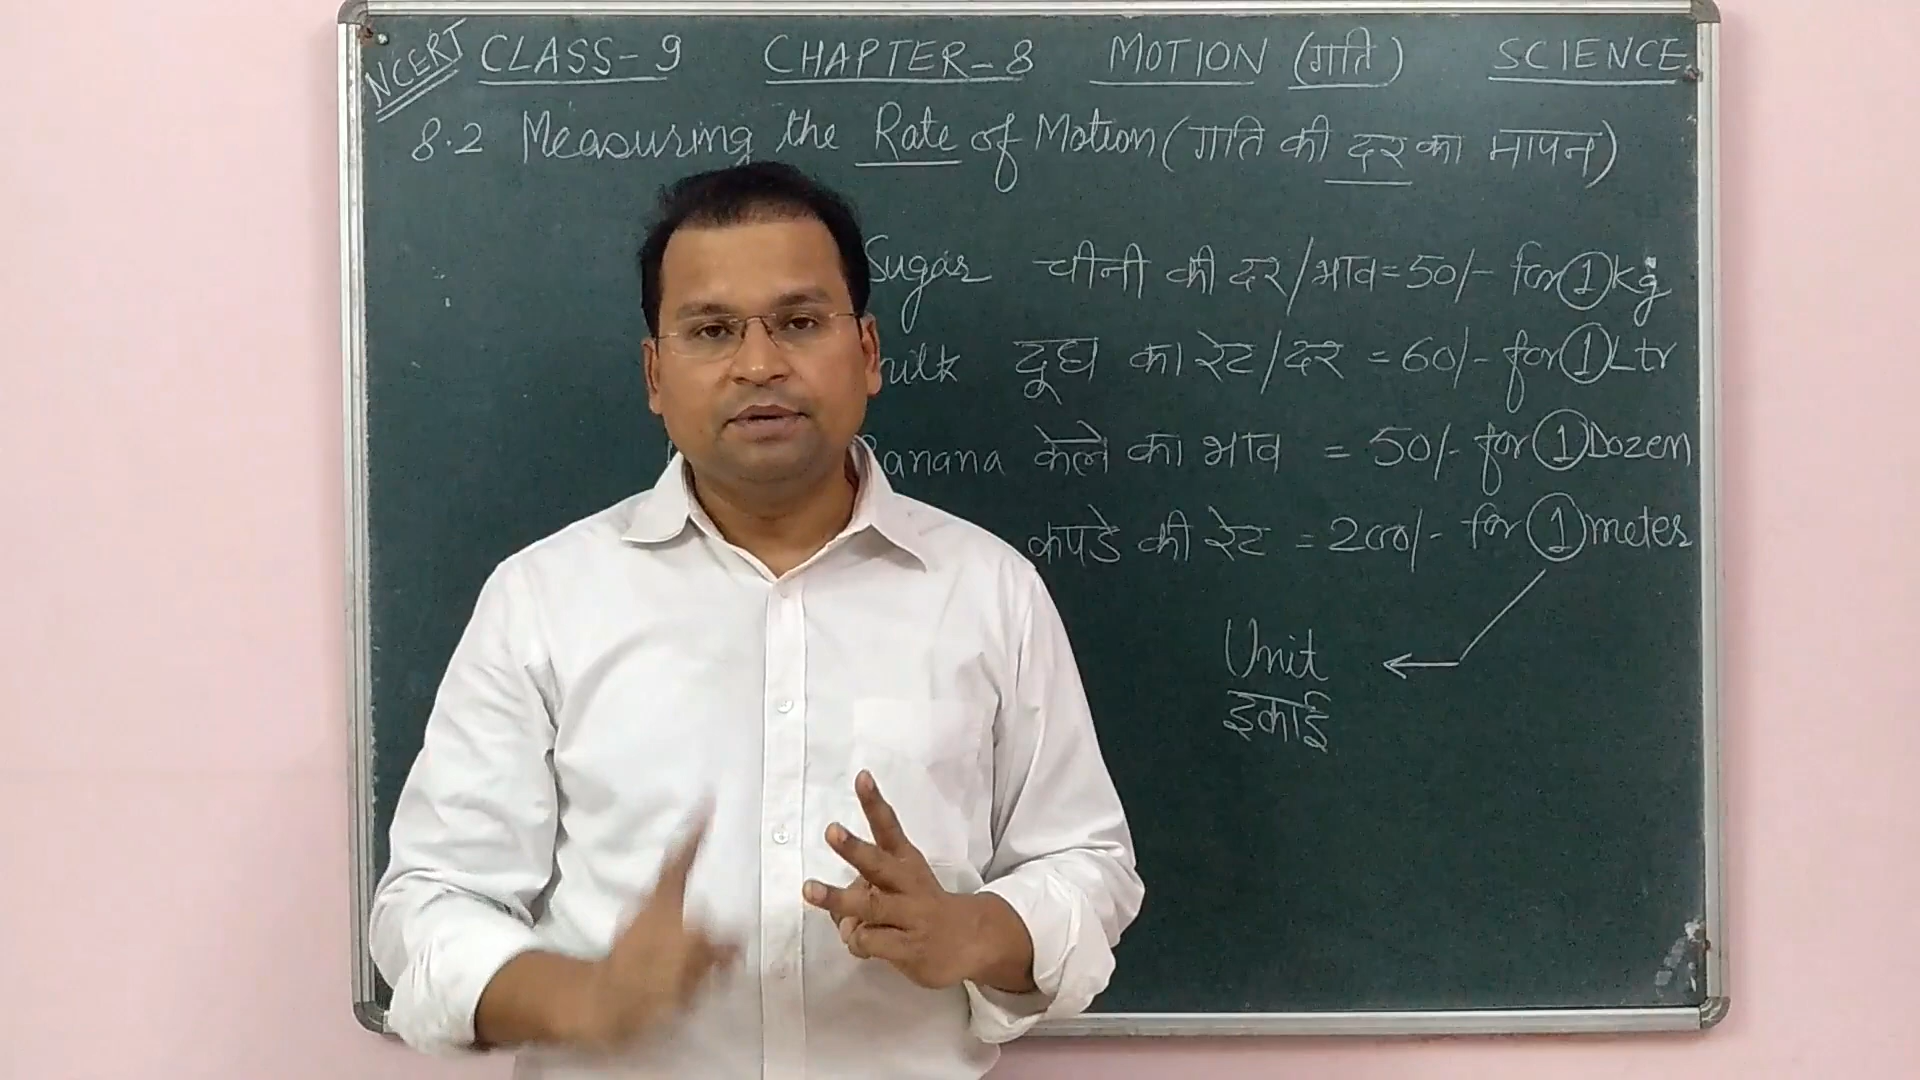 NCERT CLASS-9 CHAPTER-8 MOTION (गति) SCIENCE
8.2 Measuring the Rate of Motion (गति की दर का मापन)
Sugar चीनी की दर/भाव=50/- for 1 kg
दूध का रेट/दर =60/- for 1 Ltr
केले का भाव = 50/- for 1 Dozen
कपडे की रेट = 200/- for 1 meter
Unit
इकाई